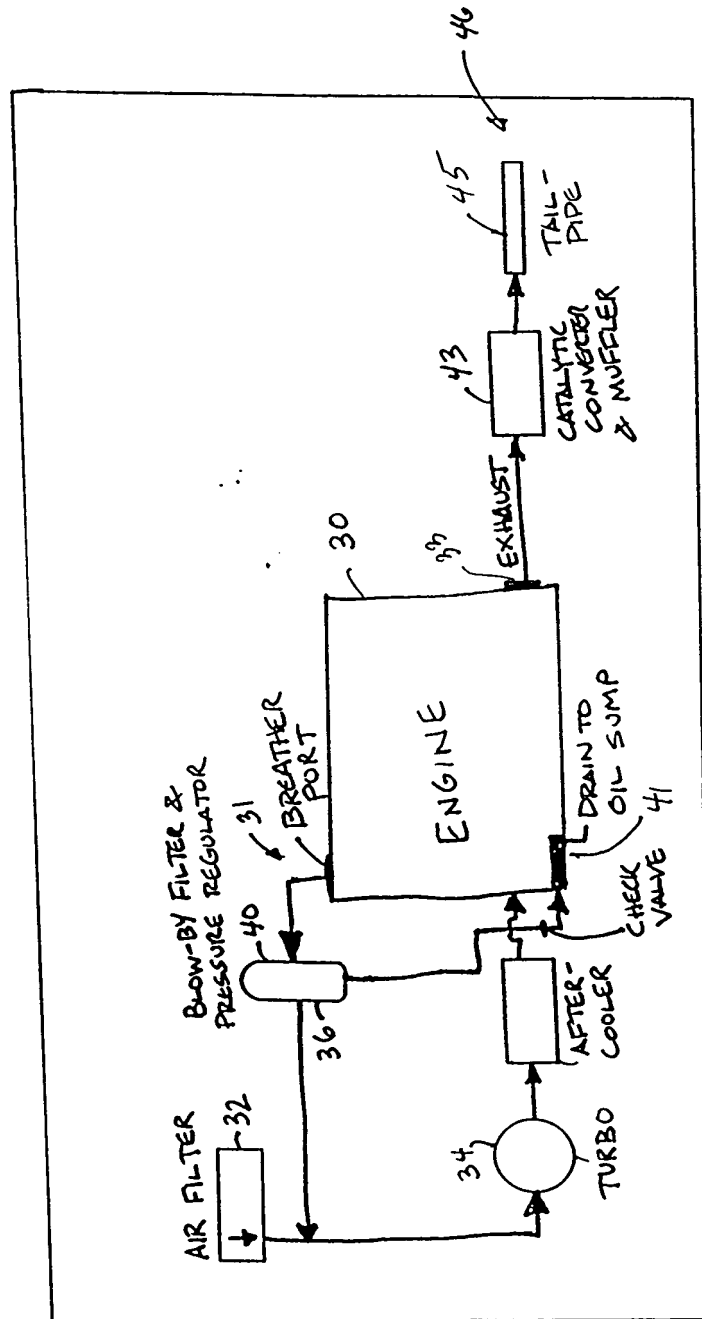 AIR FILTER
32
BLOW-BY FILTER &
PRESSURE REGULATOR
40
36
31
BREATHER
PORT
30
ENGINE
34
TURBO
AFTER-
COOLER
CHECK
VALVE
41
DRAIN TO
OIL SUMP
33
EXHAUST
43
CATALYTIC
CONVERTER
& MUFFLER
45
TAIL-
PIPE
46